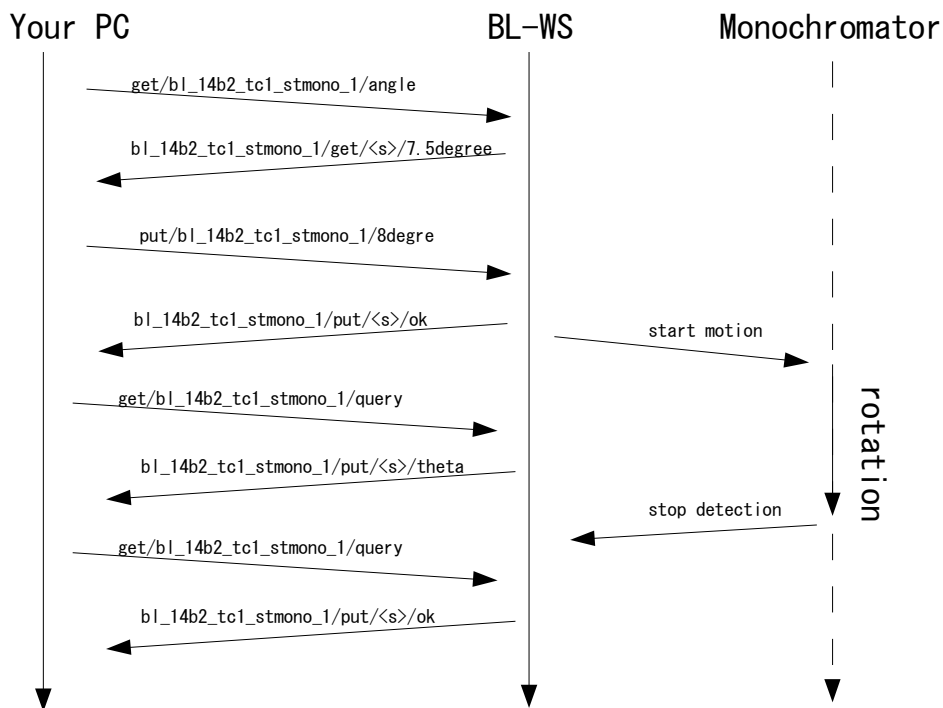 Your PC
BL-WS
Monochromator
get/bl_14b2_tc1_stmono_1/angle
bl_14b2_tc1_stmono_1/get/<s>/7.5degree
put/bl_14b2_tc1_stmono_1/8degre
bl_14b2_tc1_stmono_1/put/<s>/ok
start motion
get/bl_14b2_tc1_stmono_1/query
rotation
bl_14b2_tc1_stmono_1/put/<s>/theta
stop detection
get/bl_14b2_tc1_stmono_1/query
bl_14b2_tc1_stmono_1/put/<s>/ok